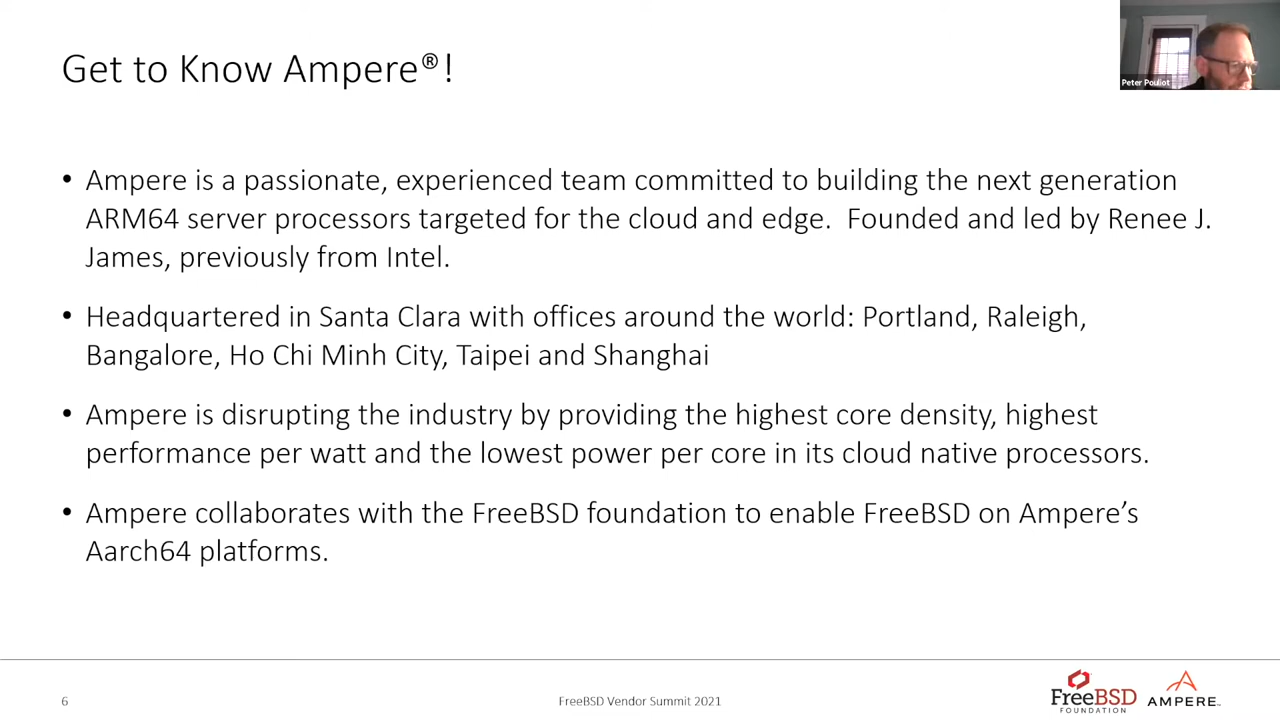 Get to Know Ampere®!
Peter Pouliot
• Ampere is a passionate, experienced team committed to building the next generation
ARM64 server processors targeted for the cloud and edge.  Founded and led by Renee J.
James, previously from Intel.
• Headquartered in Santa Clara with offices around the world: Portland, Raleigh,
Bangalore, Ho Chi Minh City, Taipei and Shanghai
• Ampere is disrupting the industry by providing the highest core density, highest
performance per watt and the lowest power per core in its cloud native processors.
• Ampere collaborates with the FreeBSD foundation to enable FreeBSD on Ampere’s
Aarch64 platforms.
6
FreeBSD Vendor Summit 2021
FreeBSD
FOUNDATION
AMPERE™